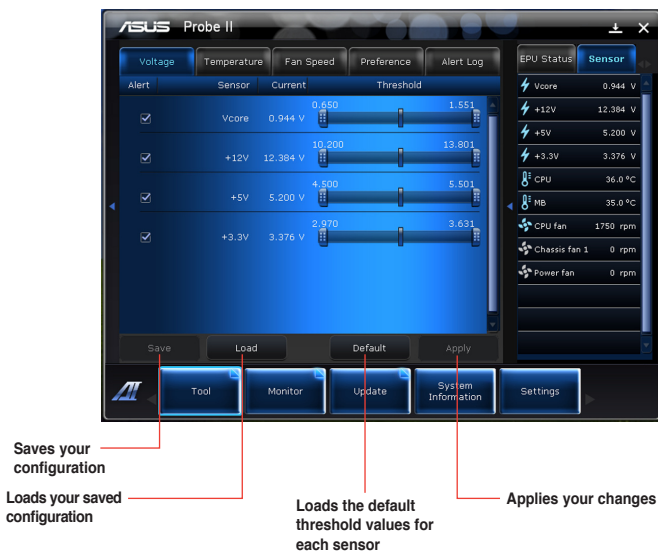 ASUS Probe II
Voltage Temperature Fan Speed Preference Alert Log
Alert Sensor Current Threshold
0.650 1.551
Vcore 0.944 V
10.200 13.801
+12V 12.384 V
4.500 5.501
+5V 5.200 V
2.970 3.631
+3.3V 3.376 V
EPU Status Sensor
Vcore 0.944 V
+12V 12.384 V
+5V 5.200 V
+3.3V 3.376 V
CPU 36.0 °C
MB 35.0 °C
CPU fan 1750 rpm
Chassis fan 1 0 rpm
Power fan 0 rpm
Save Load Default Apply
AI
Tool Monitor Update System
Information Settings
Saves your
configuration
Loads your saved
configuration
Loads the default
threshold values for
each sensor
Applies your changes